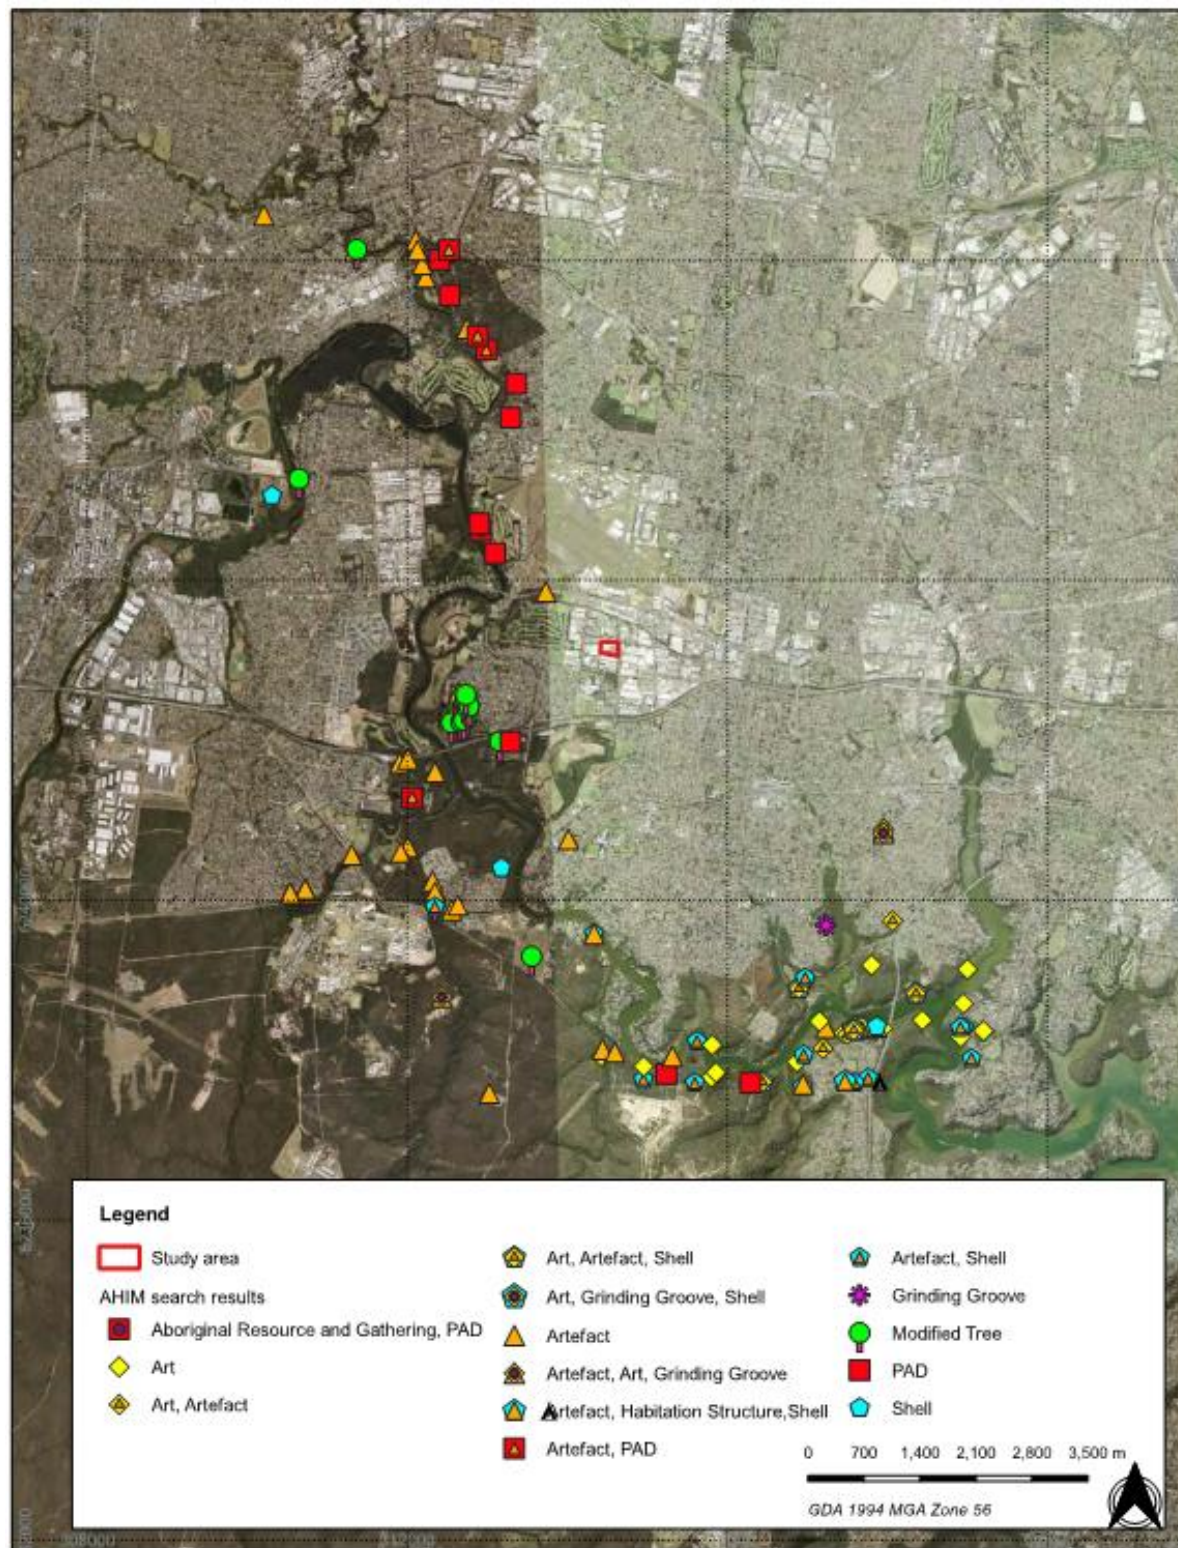 Legend
Study area
AHIM search results
Aboriginal Resource and Gathering, PAD
Art
Art, Artefact
Art, Artefact, Shell
Art, Grinding Groove, Shell
Artefact
Artefact, Art, Grinding Groove
Artefact, Habitation Structure,Shell
Artefact, PAD
Artefact, Shell
Grinding Groove
Modified Tree
PAD
Shell
0 700 1,400 2,100 2,800 3,500 m
GDA 1994 MGA Zone 56